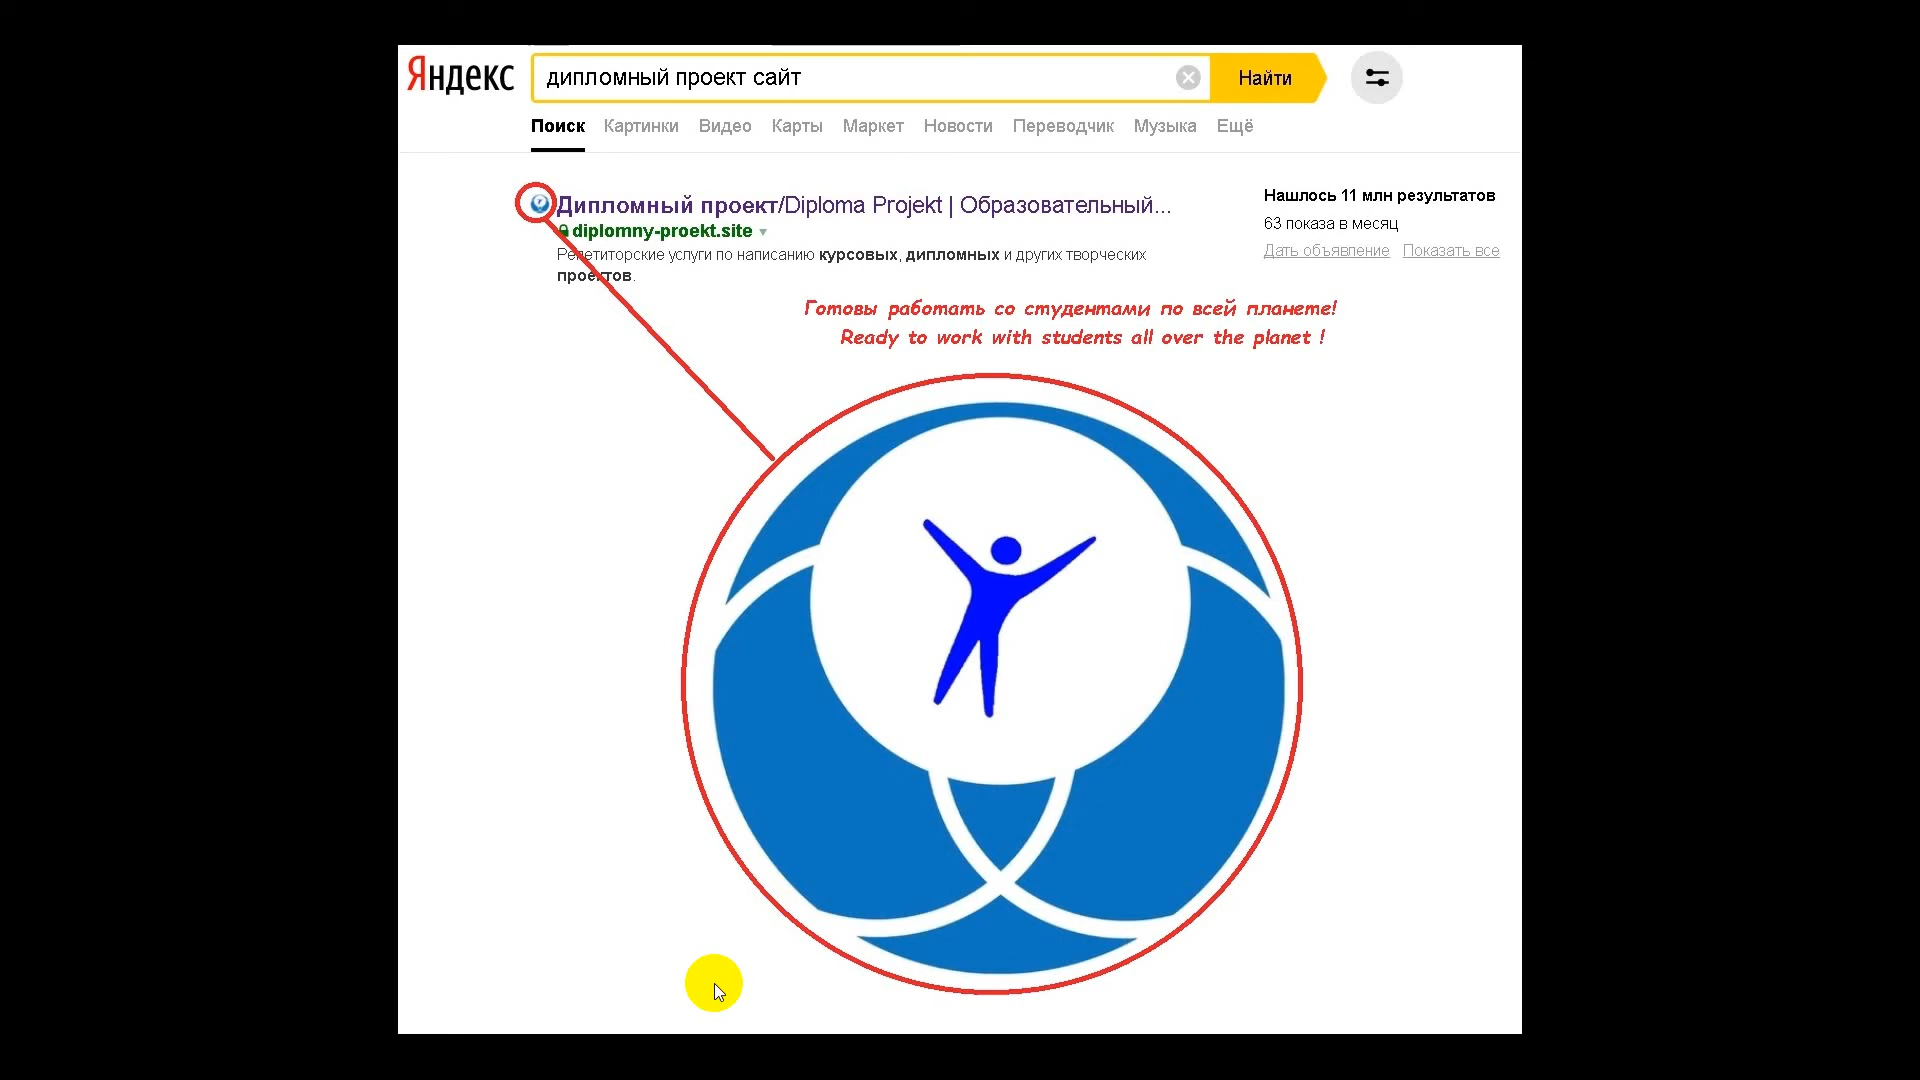 Яндекс
дипломный проект сайт
Найти
Поиск Картинки Видео Карты Маркет Новости Переводчик Музыка Ещё
Дипломный проект/Diploma Projekt | Образовательный...
diplomny-proekt.site
Репетиторские услуги по написанию курсовых, дипломных и других творческих
проектов.
Нашлось 11 млн результатов
63 показа в месяц
Дать объявление Показать все
Готовы работать со студентами по всей планете!
Ready to work with students all over the planet !